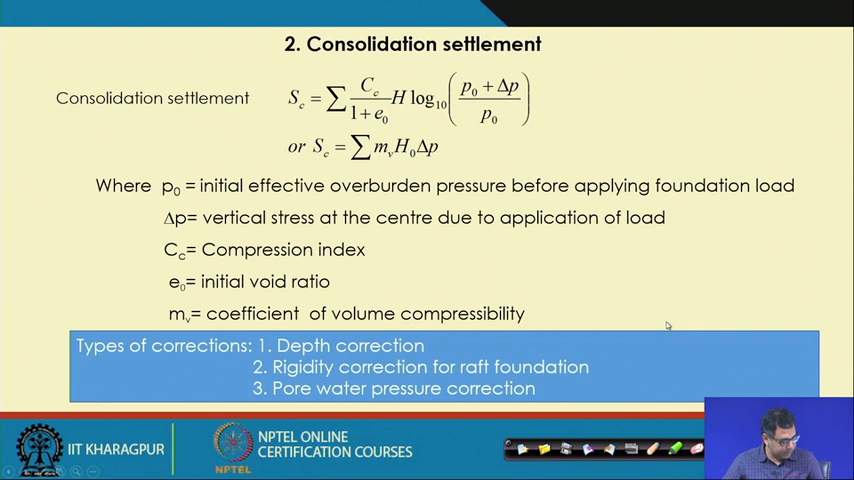 2. Consolidation settlement
Consolidation settlement S_c = ∑ C_c / (1 + e_0) H log_10 ((p_0 + Δp) / p_0)
or S_c = ∑ m_v H_0 Δp
Where p_0 = initial effective overburden pressure before applying foundation load
Δp= vertical stress at the centre due to application of load
C_c= Compression index
e_0= initial void ratio
m_v= coefficient of volume compressibility
Types of corrections: 1. Depth correction
2. Rigidity correction for raft foundation
3. Pore water pressure correction
IIT KHARAGPUR
NPTEL
NPTEL ONLINE
CERTIFICATION COURSES